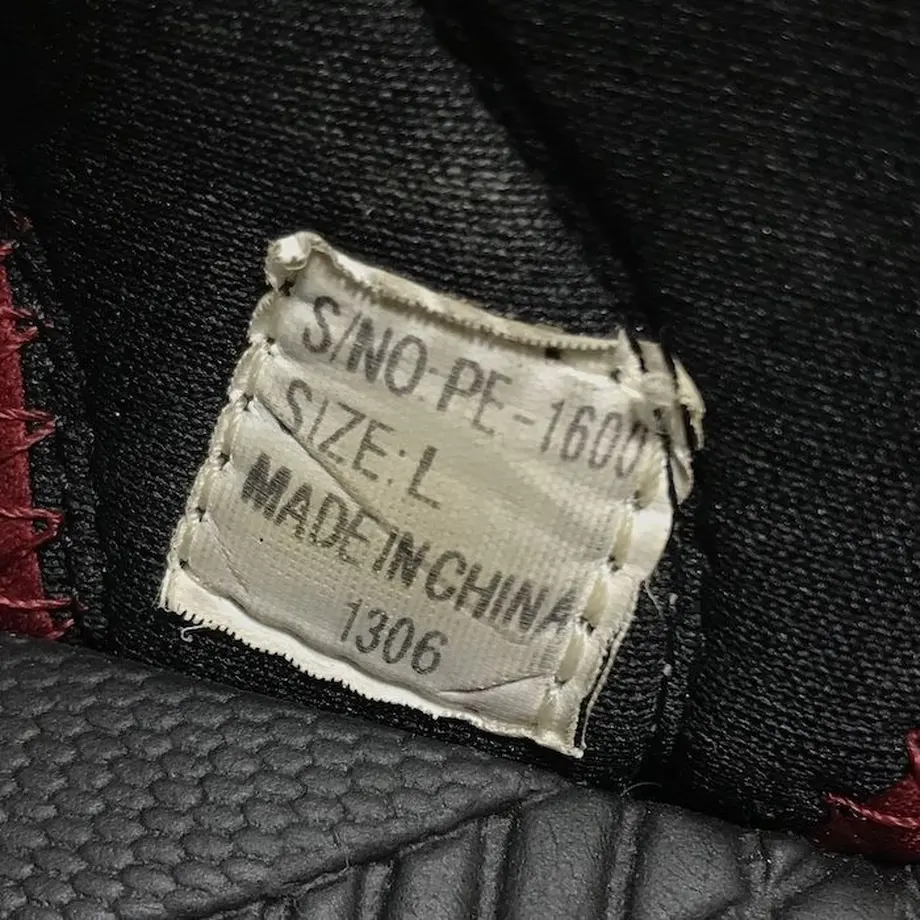 S/NO:PE-1600
SIZE:L
MADE IN CHINA
1306